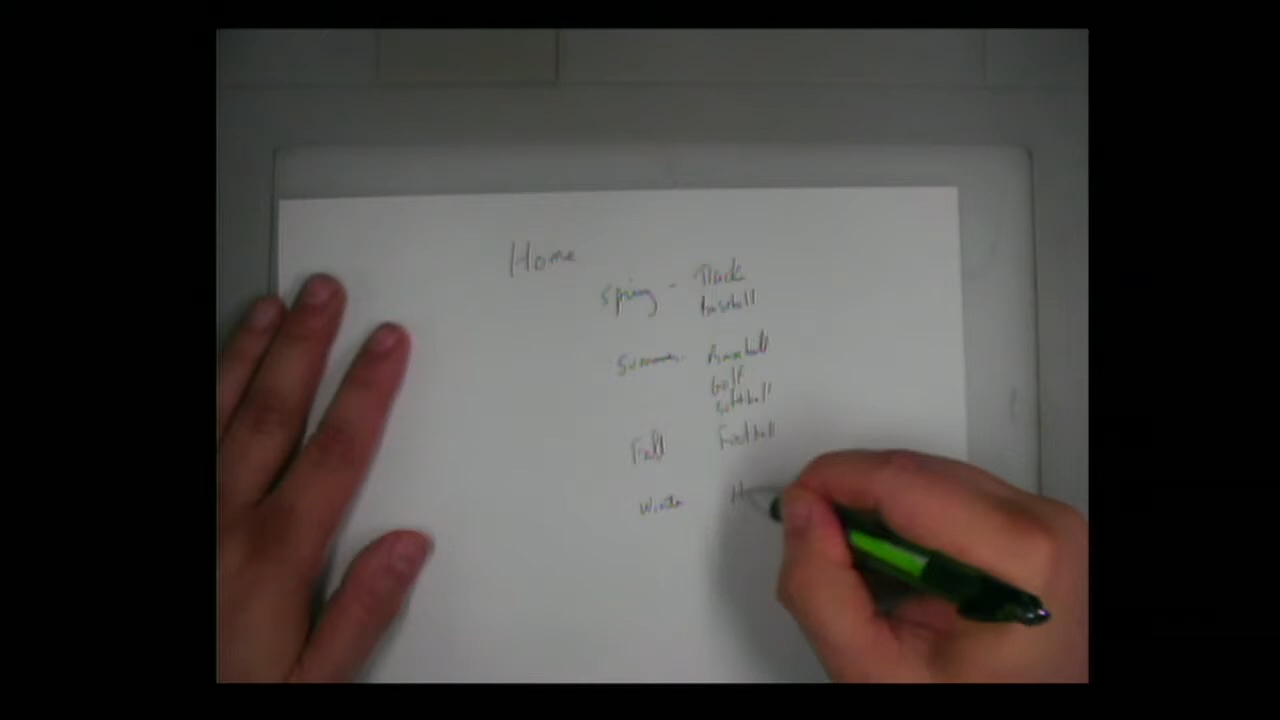 Home
Spring - Track
Baseball
Summer - Baseball
Golf
Softball
Fall Football
Winter H